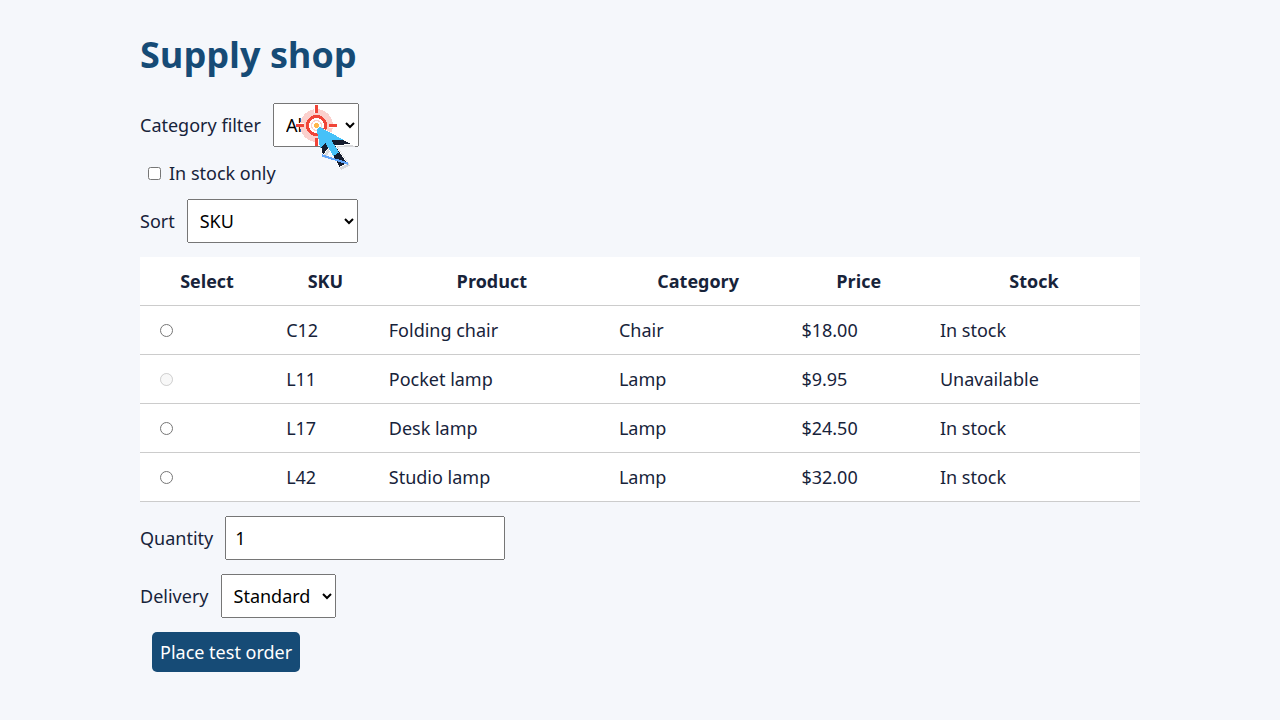 Supply shop
Category filter
In stock only
Sort SKU
Select SKU Product Category Price Stock
C12 Folding chair Chair $18.00 In stock
L11 Pocket lamp Lamp $9.95 Unavailable
L17 Desk lamp Lamp $24.50 In stock
L42 Studio lamp Lamp $32.00 In stock
Quantity 1
Delivery Standard
Place test order